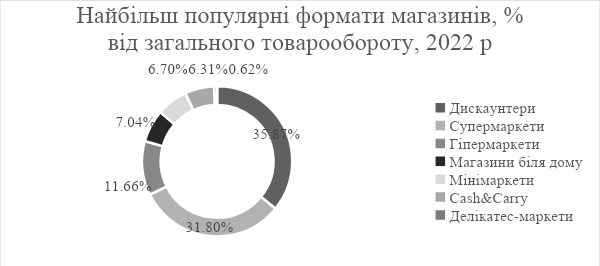 Найбільш популярні формати магазинів, %
від загального товарообороту, 2022 р
6.70% 6.31% 0.62%
7.04%
35.87%
11.66%
31.80%
Дискаунтери
Супермаркети
Гіпермаркети
Магазини біля дому
Мінімаркети
Cash&Carry
Делікатес-маркети